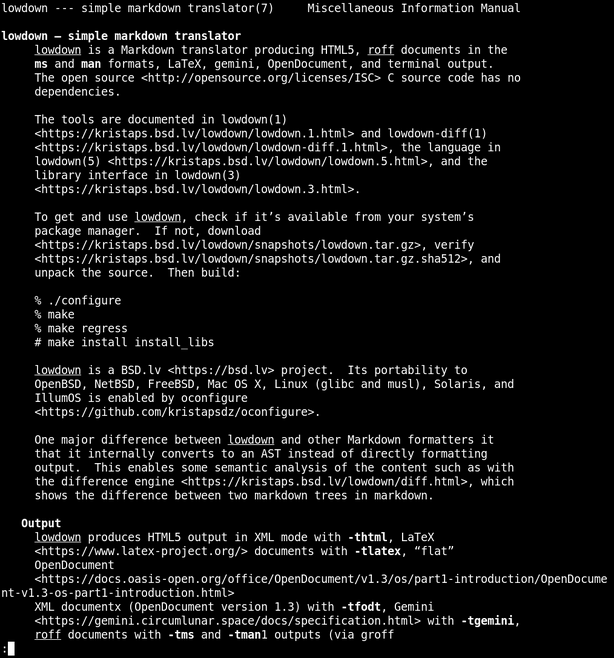 lowdown --- simple markdown translator(7)     Miscellaneous Information Manual
lowdown — simple markdown translator
lowdown is a Markdown translator producing HTML5, roff documents in the
ms and man formats, LaTeX, gemini, OpenDocument, and terminal output.
The open source <http://opensource.org/licenses/ISC> C source code has no
dependencies.
The tools are documented in lowdown(1)
<https://kristaps.bsd.lv/lowdown/lowdown.1.html> and lowdown-diff(1)
<https://kristaps.bsd.lv/lowdown/lowdown-diff.1.html>, the language in
lowdown(5) <https://kristaps.bsd.lv/lowdown/lowdown.5.html>, and the
library interface in lowdown(3)
<https://kristaps.bsd.lv/lowdown/lowdown.3.html>.
To get and use lowdown, check if it’s available from your system’s
package manager.  If not, download
<https://kristaps.bsd.lv/lowdown/snapshots/lowdown.tar.gz>, verify
<https://kristaps.bsd.lv/lowdown/snapshots/lowdown.tar.gz.sha512>, and
unpack the source.  Then build:
% ./configure
% make
% make regress
# make install install_libs
lowdown is a BSD.lv <https://bsd.lv> project.  Its portability to
OpenBSD, NetBSD, FreeBSD, Mac OS X, Linux (glibc and musl), Solaris, and
IllumOS is enabled by oconfigure
<https://github.com/kristapsdz/oconfigure>.
One major difference between lowdown and other Markdown formatters it
that it internally converts to an AST instead of directly formatting
output.  This enables some semantic analysis of the content such as with
the difference engine <https://kristaps.bsd.lv/lowdown/diff.html>, which
shows the difference between two markdown trees in markdown.
Output
lowdown produces HTML5 output in XML mode with -thtml, LaTeX
<https://www.latex-project.org/> documents with -tlatex, “flat”
OpenDocument
<https://docs.oasis-open.org/office/OpenDocument/v1.3/os/part1-introduction/OpenDocume
nt-v1.3-os-part1-introduction.html>
XML documentx (OpenDocument version 1.3) with -tfodt, Gemini
<https://gemini.circumlunar.space/docs/specification.html> with -tgemini,
roff documents with -tms and -tman1 outputs (via groff
: